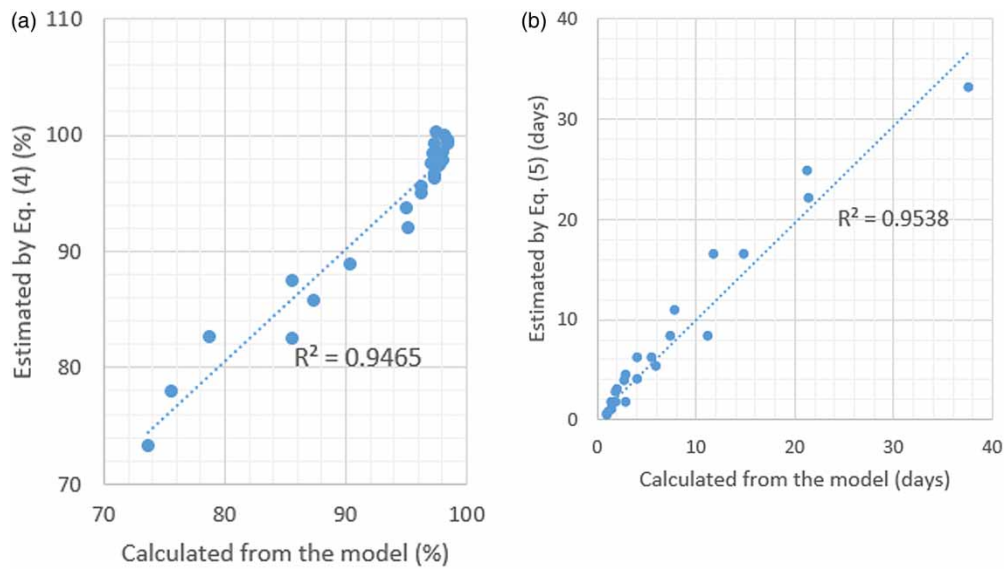 (a)
110
100
90
80
70
70 80 90 100
Estimated by Eq. (4) (%)
Calculated from the model (%)
R² = 0.9465
(b)
40
30
20
10
0
0 10 20 30 40
Estimated by Eq. (5) (days)
Calculated from the model (days)
R² = 0.9538